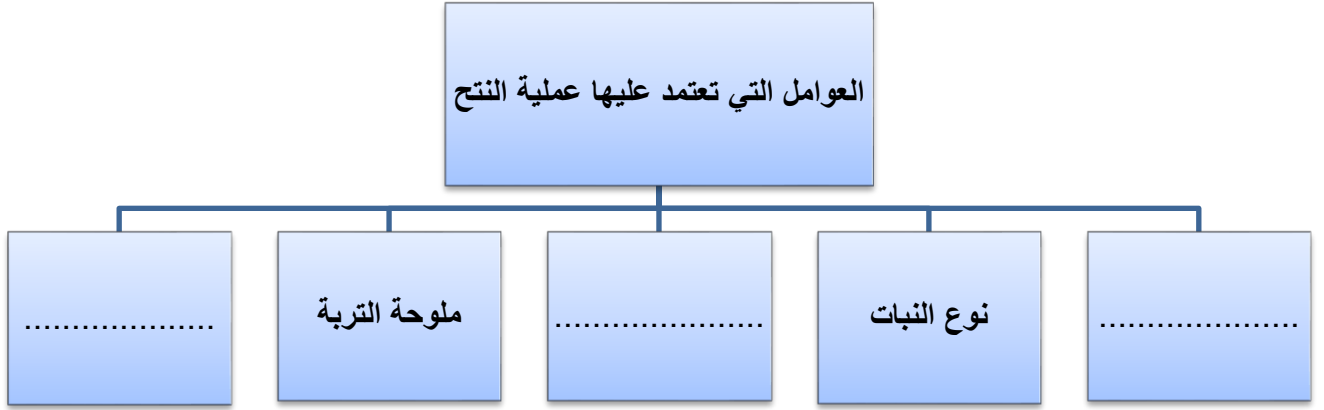 العوامل التي تعتمد عليها عملية النتح
.....................
نوع النبات
......................
ملوحة التربة
....................